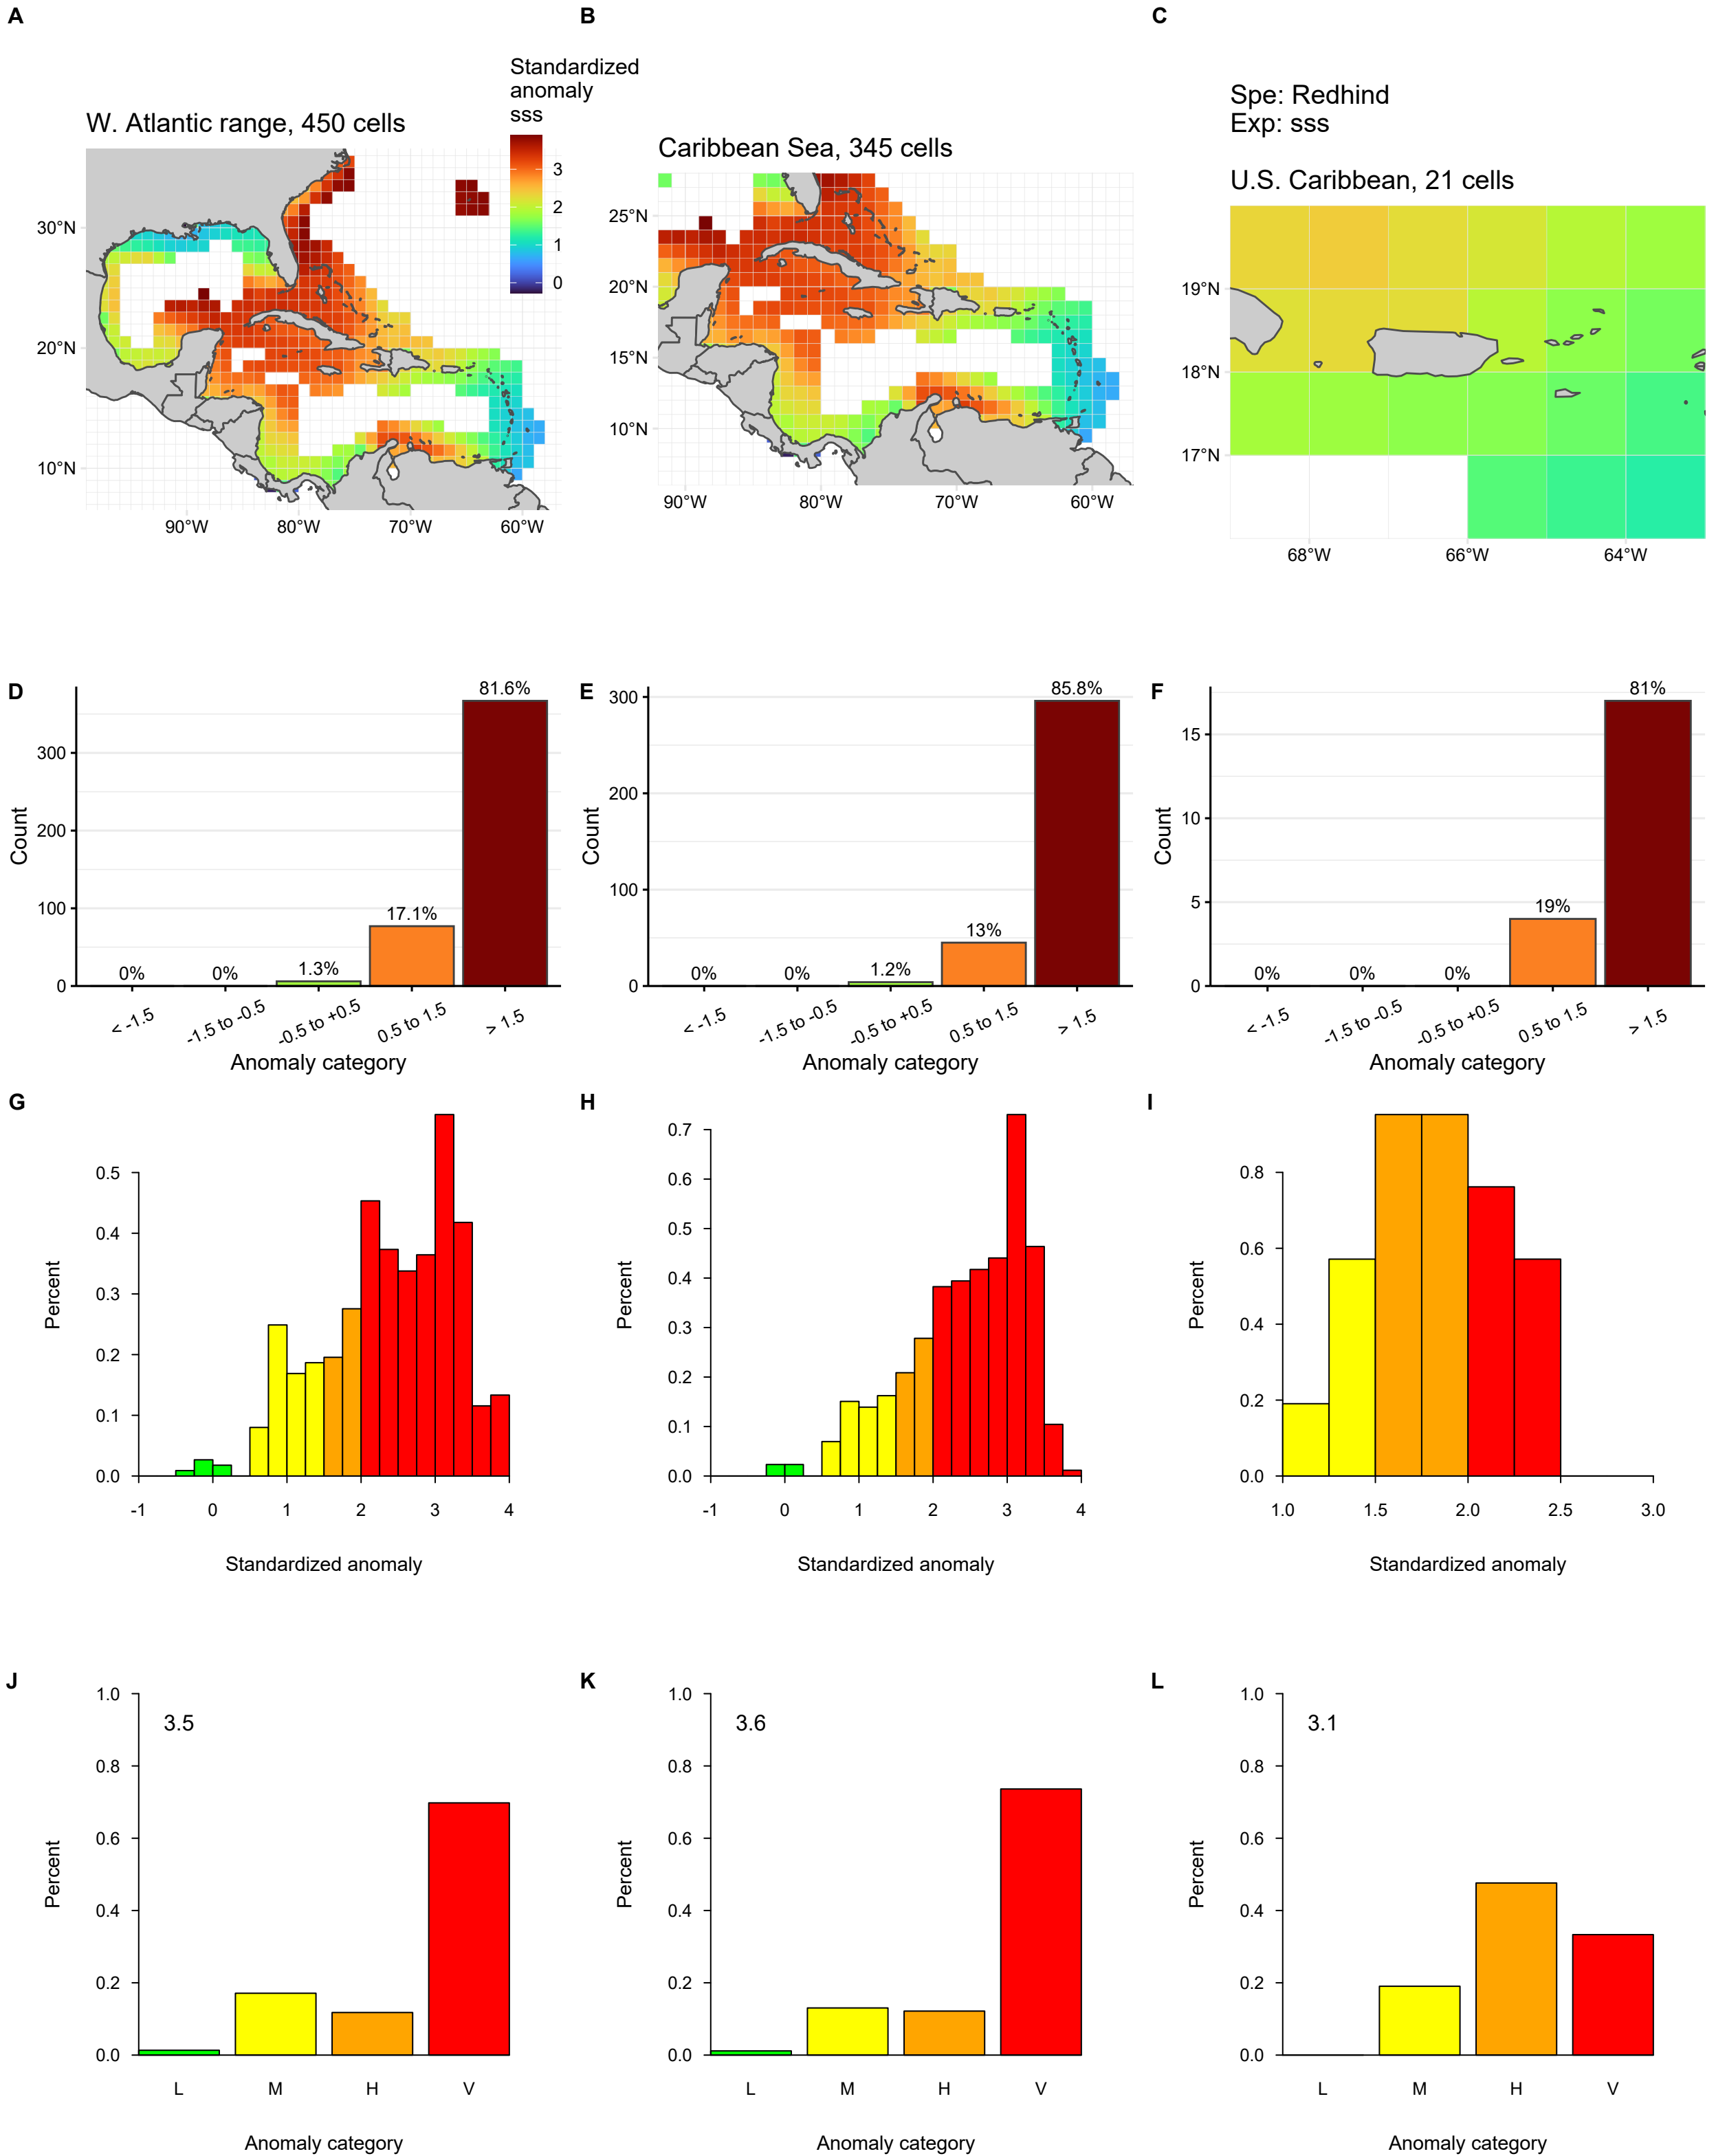 A
B
C
Standardized
anomaly
sss
3
2
1
0
W. Atlantic range, 450 cells
30°N
20°N
10°N
90°W 80°W 70°W 60°W
Caribbean Sea, 345 cells
25°N
20°N
15°N
10°N
90°W 80°W 70°W 60°W
Spe: Redhind
Exp: sss
U.S. Caribbean, 21 cells
19°N
18°N
17°N
68°W 66°W 64°W
D
Count
300
200
100
0
0% 0% 1.3% 17.1% 81.6%
< -1.5 -1.5 to -0.5 -0.5 to +0.5 0.5 to 1.5 > 1.5
Anomaly category
E
Count
300
200
100
0
0% 0% 1.2% 13% 85.8%
< -1.5 -1.5 to -0.5 -0.5 to +0.5 0.5 to 1.5 > 1.5
Anomaly category
F
Count
15
10
5
0
0% 0% 0% 19% 81%
< -1.5 -1.5 to -0.5 -0.5 to +0.5 0.5 to 1.5 > 1.5
Anomaly category
G
Percent
0.5
0.4
0.3
0.2
0.1
0.0
-1 0 1 2 3 4
Standardized anomaly
H
Percent
0.7
0.6
0.5
0.4
0.3
0.2
0.1
0.0
-1 0 1 2 3 4
Standardized anomaly
I
Percent
0.8
0.6
0.4
0.2
0.0
1.0 1.5 2.0 2.5 3.0
Standardized anomaly
J
Percent
1.0
0.8
0.6
0.4
0.2
0.0
3.5
L M H V
Anomaly category
K
Percent
1.0
0.8
0.6
0.4
0.2
0.0
3.6
L M H V
Anomaly category
L
Percent
1.0
0.8
0.6
0.4
0.2
0.0
3.1
L M H V
Anomaly category